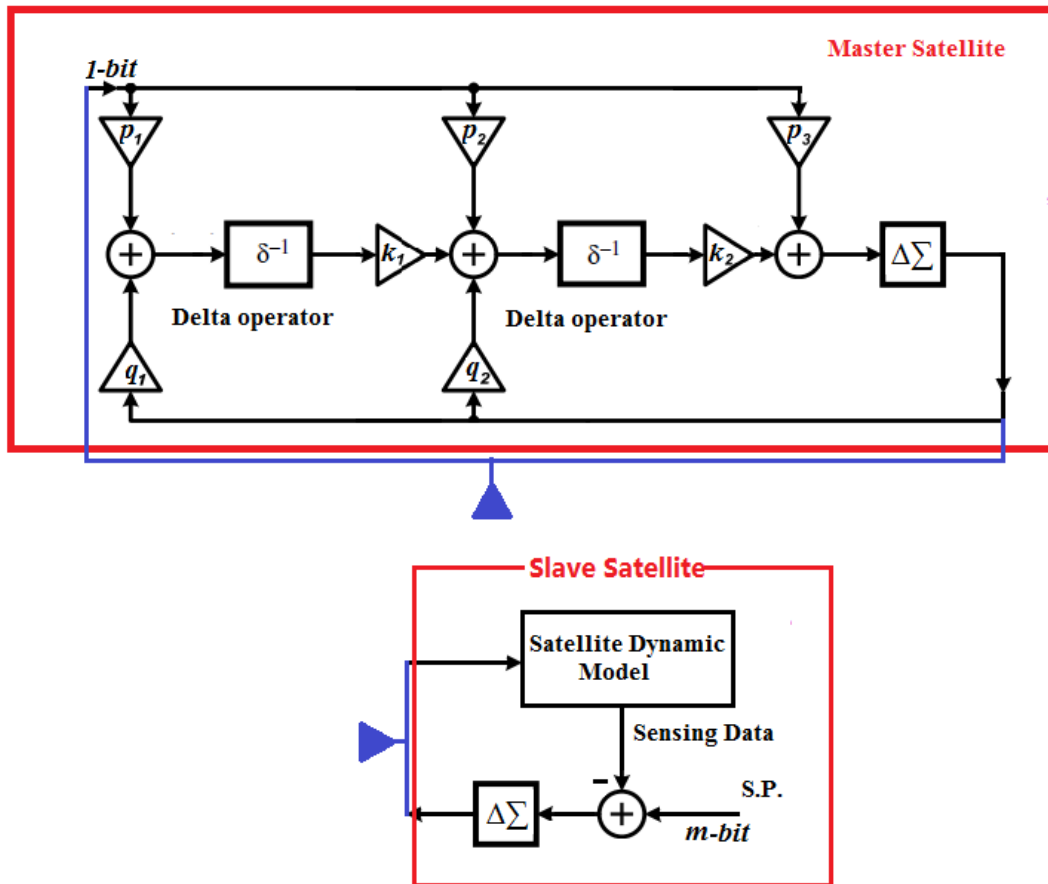 Master Satellite
1-bit
p₁
p₂
p₃
+
δ⁻¹
k₁
+
δ⁻¹
k₂
+
ΔΣ
Delta operator
Delta operator
q₁
q₂
Slave Satellite
Satellite Dynamic
Model
Sensing Data
−
S.P.
ΔΣ
+
m-bit